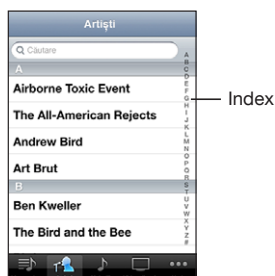 Artiști
Căutare
A
Airborne Toxic Event
The All-American Rejects
Andrew Bird
Art Brut
B
Ben Kweller
The Bird and the Bee
A
B
C
D
E
F
G
H
I
J
K
L
M
N
O
P
Q
R
S
T
U
V
W
X
Y
Z
#
Index